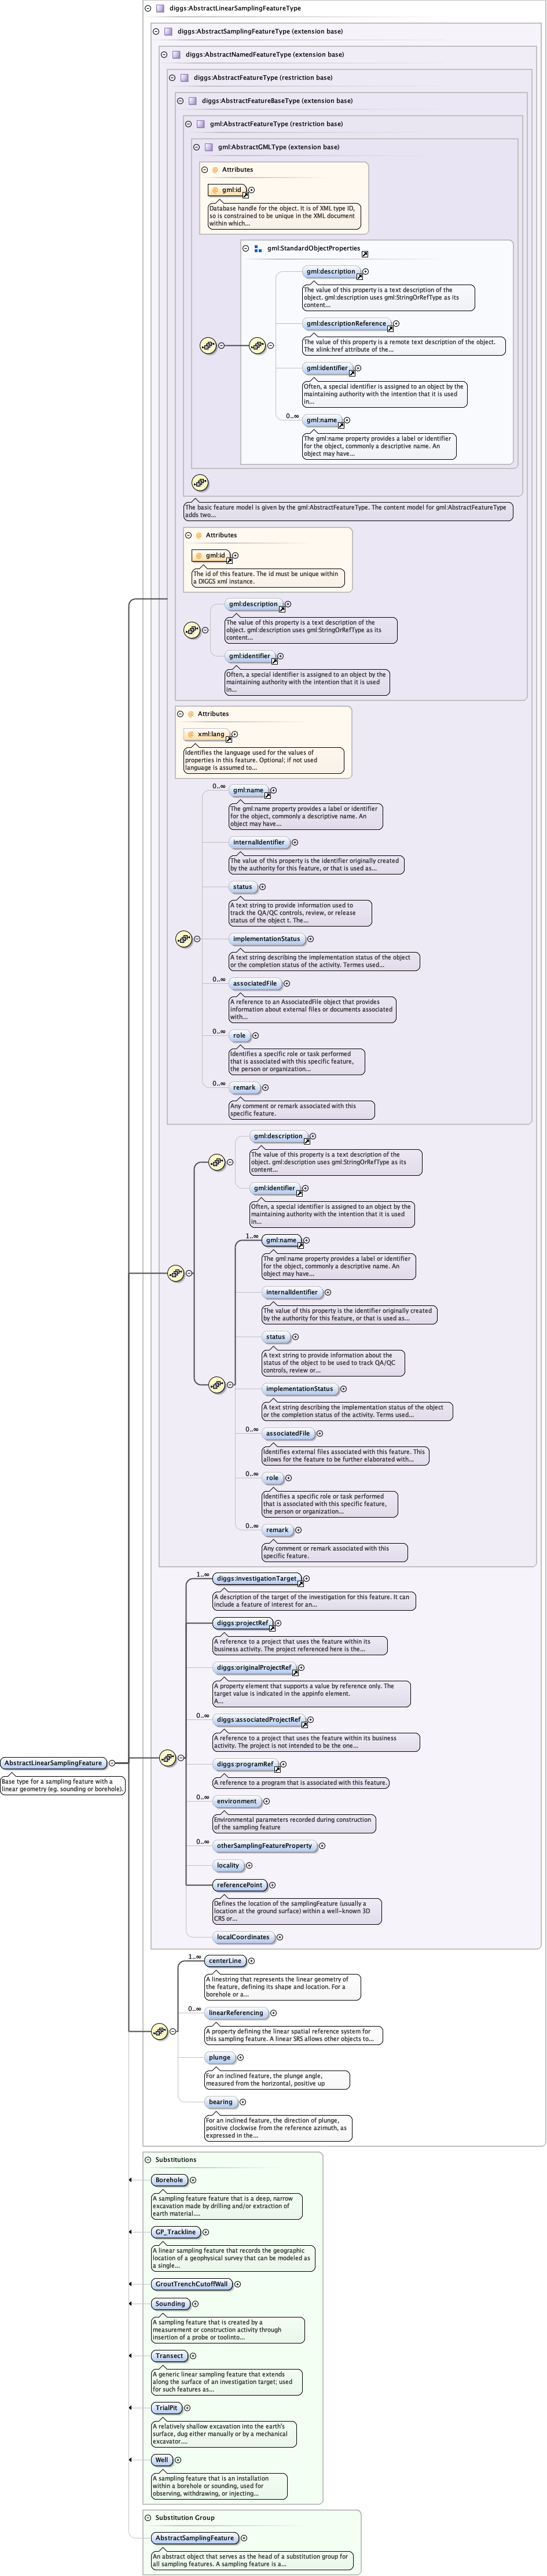 diggs:AbstractLinearSamplingFeatureType
diggs:AbstractSamplingFeatureType (extension base)
diggs:AbstractNamedFeatureType (extension base)
diggs:AbstractFeatureType (restriction base)
diggs:AbstractFeatureBaseType (extension base)
gml:AbstractFeatureType (restriction base)
gml:AbstractGMLType (extension base)
Attributes
gml:id
Database handle for the object. It is of XML type ID,
so is constrained to be unique in the XML document
within which...
gml:StandardObjectProperties
gml:description
The value of this property is a text description of the
object. gml:description uses gml:StringOrRefType as its
content...
gml:descriptionReference
The value of this property is a remote text description of the object.
The xlink:href attribute of the...
gml:identifier
Often, a special identifier is assigned to an object by the
maintaining authority with the intention that it is used
in...
0..∞
gml:name
The gml:name property provides a label or identifier
for the object, commonly a descriptive name. An
object may have...
The basic feature model is given by the gml:AbstractFeatureType. The content model for gml:AbstractFeatureType
adds two...
Attributes
gml:id
The id of this feature. The id must be unique within
a DIGGS xml instance.
gml:description
The value of this property is a text description of the
object. gml:description uses gml:StringOrRefType as its
content...
gml:identifier
Often, a special identifier is assigned to an object by the
maintaining authority with the intention that it is used
in...
Attributes
xml:lang
Identifies the language used for the values of
properties in this feature. Optional; if not used
language is assumed to...
0..∞
gml:name
The gml:name property provides a label or identifier
for the object, commonly a descriptive name. An
object may have...
internalIdentifier
The value of this property is the identifier originally created
by the authority for this feature, or that is used as...
status
A text string to provide information used to
track the QA/QC controls, review, or release
status of the object t. The...
implementationStatus
A text string describing the implementation status of the object
or the completion status of the activity. Termes used...
0..∞
associatedFile
A reference to an AssociatedFile object that provides
information about external files or documents associated
with...
0..∞
role
Identifies a specific role or task performed
that is associated with this specific feature,
the person or organization...
0..∞
remark
Any comment or remark associated with this
specific feature.
gml:description
The value of this property is a text description of the
object. gml:description uses gml:StringOrRefType as its
content...
gml:identifier
Often, a special identifier is assigned to an object by the
maintaining authority with the intention that it is used
in...
1..∞
gml:name
The gml:name property provides a label or identifier
for the object, commonly a descriptive name. An
object may have...
internalIdentifier
The value of this property is the identifier originally created
by the authority for this feature, or that is used as...
status
A text string to provide information about the
status of the object to be used to track QA/QC
controls, review or...
implementationStatus
A text string describing the implementation status of the object
or the completion status of the activity. Terms used...
0..∞
associatedFile
Identifies external files associated with this feature. This
allows for the feature to be further elaborated with...
0..∞
role
Identifies a specific role or task performed
that is associated with this specific feature,
the person or organization...
0..∞
remark
Any comment or remark associated with this
specific feature.
1..∞
diggs:investigationTarget
A description of the target of the investigation for this feature. It can
include a feature of interest for an...
diggs:projectRef
A reference to a project that uses the feature within its
business activity. The project referenced here is the...
diggs:originalProjectRef
A property element that supports a value by reference only. The
target value is indicated in the appinfo element.
A...
0..∞
diggs:associatedProjectRef
A reference to a project that uses the feature within its business
activity. The project is not intended to be the one...
0..∞
diggs:programRef
A reference to a program that is associated with this feature.
0..∞
environment
Environmental parameters recorded during construction
of the sampling feature
0..∞
otherSamplingFeatureProperty
locality
referencePoint
Defines the location of the samplingFeature (usually a
location at the ground surface) within a well-known 3D
CRS or...
localCoordinates
AbstractLinearSamplingFeature
Base type for a sampling feature with a
linear geometry (eg. sounding or borehole).
1..∞
centerLine
A linestring that represents the linear geometry of
the feature, defining its shape and location. For a
borehole or a...
0..∞
linearReferencing
A property defining the linear spatial reference system for
this sampling feature. A linear SRS allows other objects to...
plunge
For an inclined feature, the plunge angle,
measured from the horizontal, positive up
bearing
For an inclined feature, the direction of plunge,
positive clockwise from the reference azimuth, as
expressed in the...
Substitutions
Borehole
A sampling feature feature that is a deep, narrow
excavation made by drilling and/or extraction of
earth material....
GP_Trackline
A linear sampling feature that records the geographic
location of a geophysical survey that can be modeled as
a single...
GroutTrenchCutoffWall
Sounding
A sampling feature that is created by a
measurement or construction activity through
insertion of a probe or toolinto...
Transect
A generic linear sampling feature that extends
along the surface of an investigation target; used
for such features as...
TrialPit
A relatively shallow excavation into the earth's
surface, dug either manually or by a mechanical
excavator....
Well
A sampling feature that is an installation
within a borehole or sounding, used for
observing, withdrawing, or injecting...
Substitution Group
AbstractSamplingFeature
An abstract object that serves as the head of a substitution group for
all sampling features. A sampling feature is a...